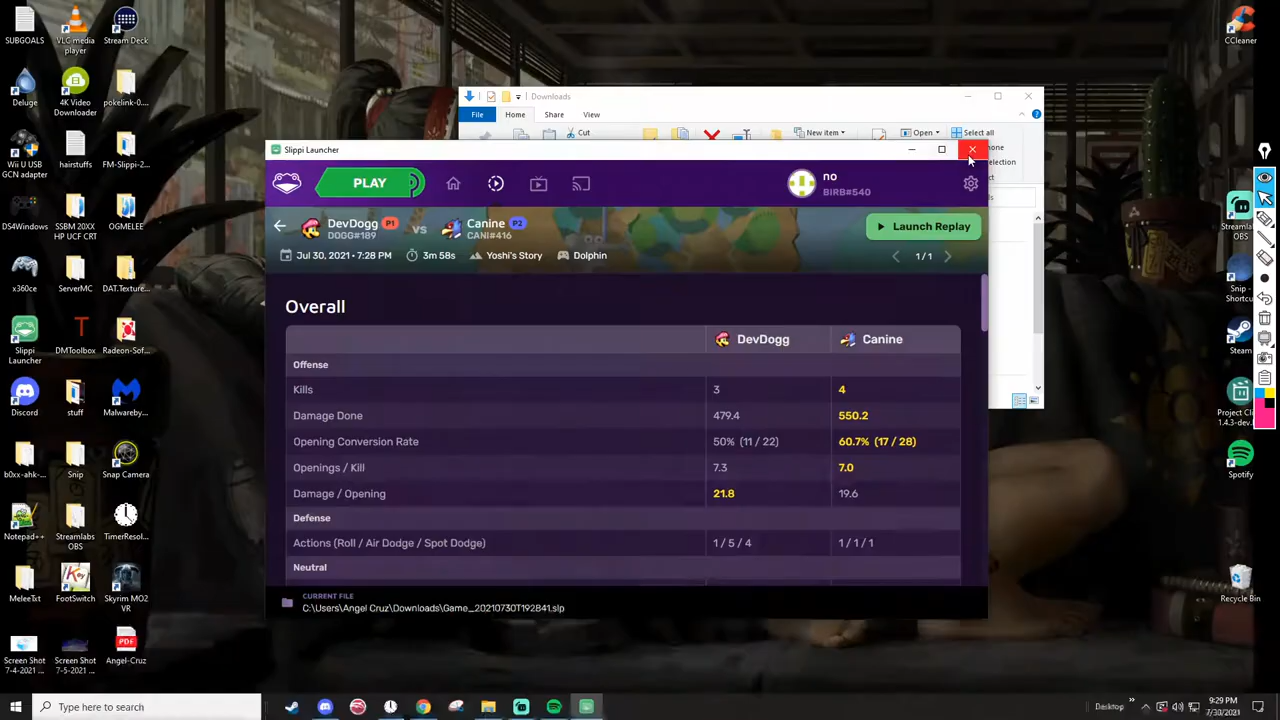 SUBGOALS
VLC media player
Stream Deck
CCleaner
Deluge
4K Video Downloader
pokelink-0....
Wii U USB GCN adapter
hairstuffs
FM-Slippi-2...
DS4Windows
SSBM 20XX HP UCF CRT
OGMELEE
x360ce
ServerMC
DAT.Texture...
Slippi Launcher
DMToolbox
Radeon-Sof...
Discord
stuff
Malwareby...
b0xx-ahk-...
Snip
Snap Camera
Notepad++
Streamlabs OBS
TimerResol...
MeleeTxt
FootSwitch
Skyrim MO2 VR
Screen Shot 7-4-2021 ...
Screen Shot 7-5-2021 ...
Angel-Cruz
Downloads
File
Home
Share
View
Cut
New item
Open
Select all
Slippi Launcher
PLAY
no
BIRB#540
DevDogg P1
DOGG#189
vs
Canine P2
CANI#416
Launch Replay
Jul 30, 2021 • 7:28 PM
3m 58s
Yoshi's Story
Dolphin
1 / 1
Overall
DevDogg
Canine
Offense
Kills 3 4
Damage Done 479.4 550.2
Opening Conversion Rate 50% (11 / 22) 60.7% (17 / 28)
Openings / Kill 7.3 7.0
Damage / Opening 21.8 19.6
Defense
Actions (Roll / Air Dodge / Spot Dodge) 1 / 5 / 4 1 / 1 / 1
Neutral
CURRENT FILE
C:\Users\Angel Cruz\Downloads\Game_20210730T192841.slp
Snip - Shortcu
Steam
Spotify
Recycle Bin
Type here to search
Desktop
9:29 PM
7/30/2021